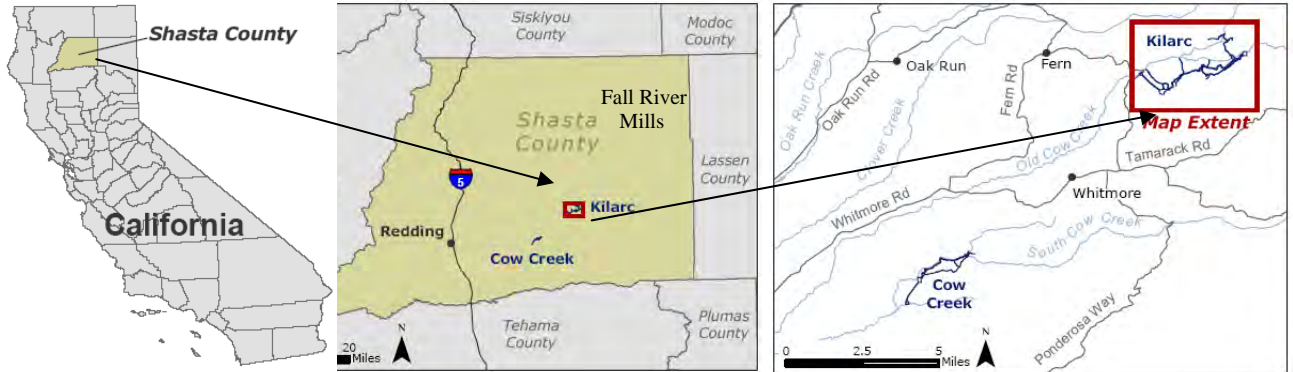 Shasta County
California
Siskiyou
County
Modoc
County
Fall River
Mills
Shasta
County
Lassen
County
5
Kilarc
Redding
Cow Creek
Tehama
County
Plumas
County
N
20
Miles
Kilarc
Oak Run
Fern
Oak Run Creek
Oak Run Rd
Clover Creek
Fern Rd
Map Extent
Old Cow Creek
Tamarack Rd
Whitmore
Whitmore Rd
South Cow Creek
Cow
Creek
Ponderosa Way
N
0 2.5 5
Miles